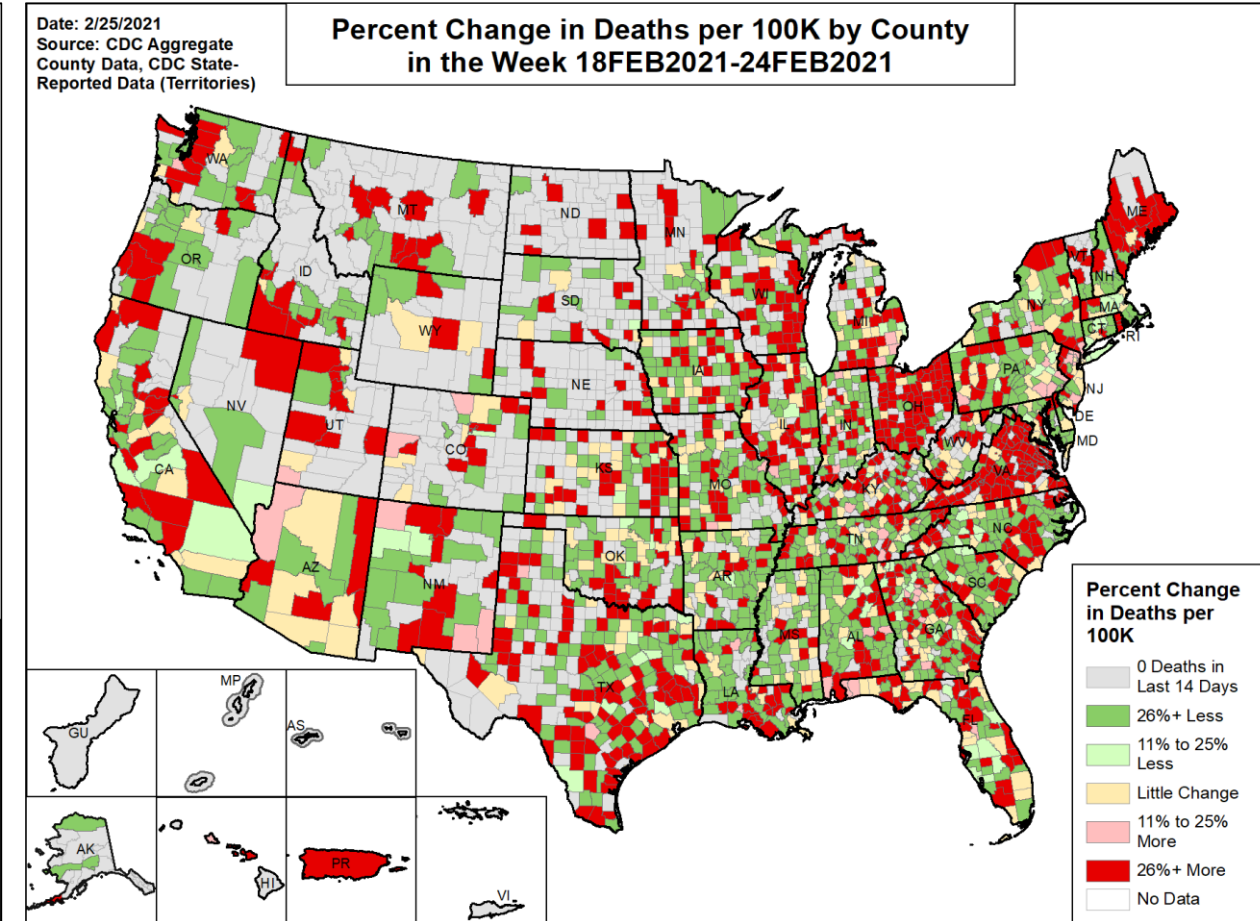 Date: 2/25/2021
Source: CDC Aggregate
County Data, CDC State-
Reported Data (Territories)
Percent Change in Deaths per 100K by County
in the Week 18FEB2021-24FEB2021
WA
MT
ND
MN
ME
OR
ID
SD
WI
VT
NH
NY
MA
CT
RI
WY
MI
IA
PA
NJ
NE
NV
UT
CO
IL
IN
OH
DE
MD
WV
CA
KS
MO
KY
VA
AZ
NM
OK
AR
TN
NC
SC
MS
AL
GA
TX
LA
FL
GU
MP
AS
AK
HI
PR
VI
Percent Change
in Deaths per
100K
0 Deaths in
Last 14 Days
26%+ Less
11% to 25%
Less
Little Change
11% to 25%
More
26%+ More
No Data